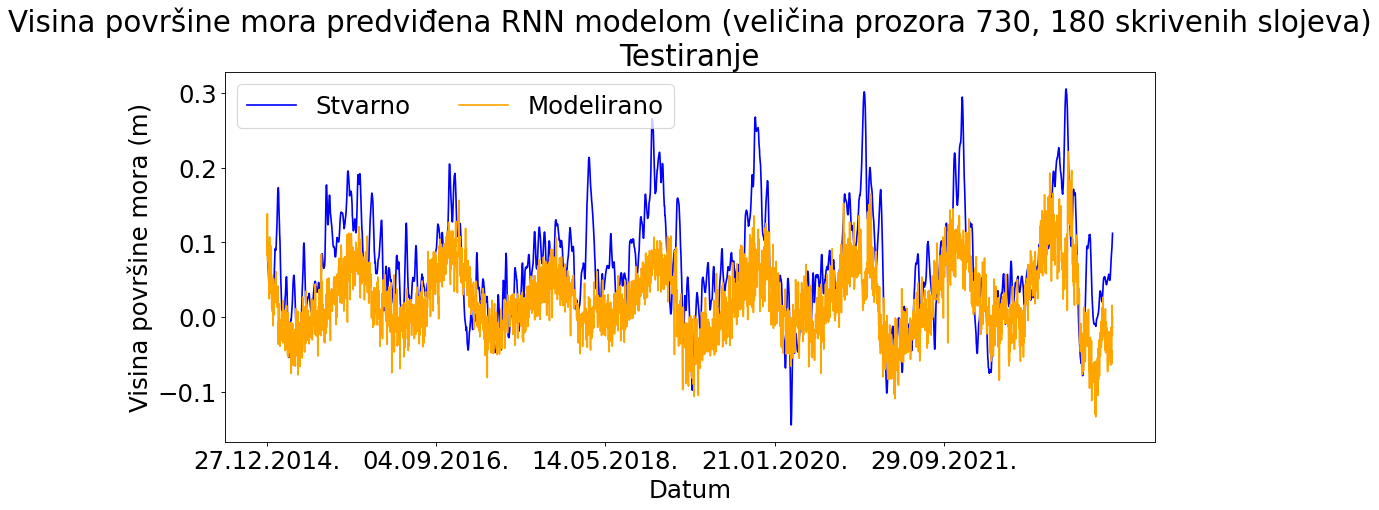 Visina površine mora predviđena RNN modelom (veličina prozora 730, 180 skrivenih slojeva)
Testiranje
Stvarno
Modelirano
Visina površine mora (m)
0.3
0.2
0.1
0.0
−0.1
27.12.2014.
04.09.2016.
14.05.2018.
21.01.2020.
29.09.2021.
Datum